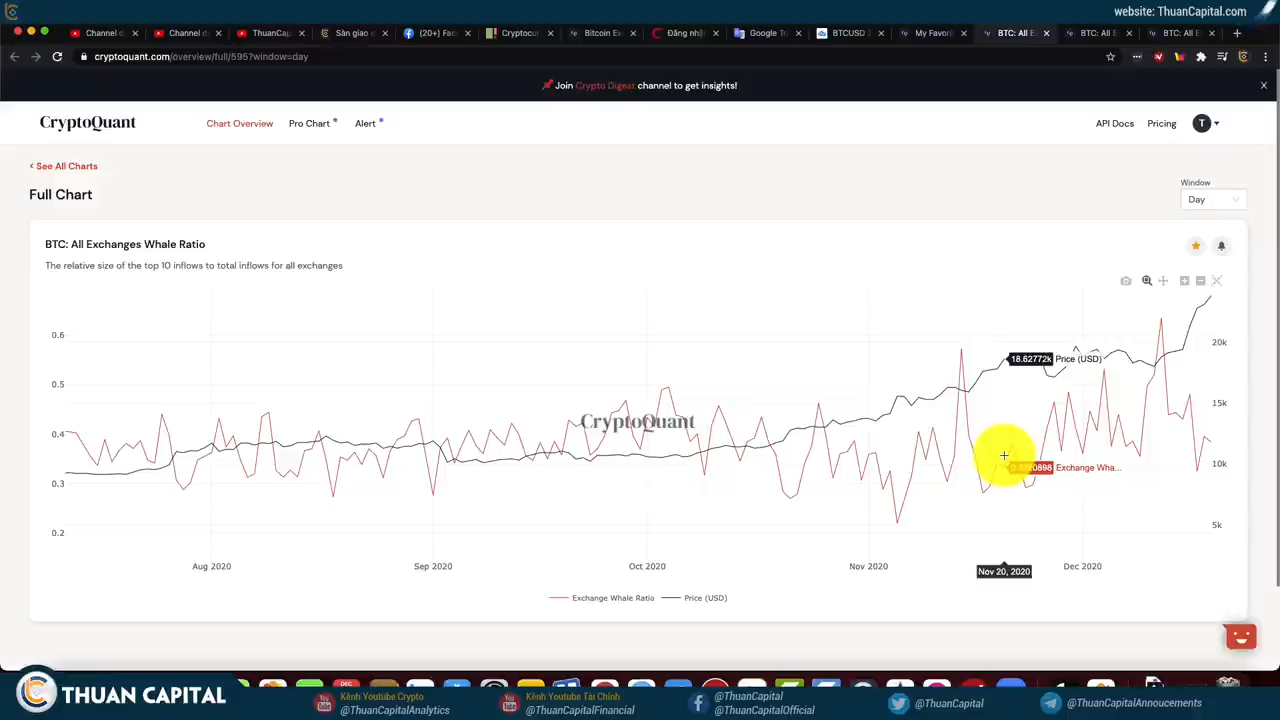 website: ThuanCapital.com
Channel d
Channel d
ThuanCap
Sàn giao d
(20+) Fac
Cryptocur
Bitcoin Ex
Đăng nhậ
Google Tra
BTCUSD
My Favori
BTC: All E
BTC: All E
BTC: All E
cryptoquant.com/overview/full/595?window=day
Join Crypto Digest channel to get insights!
CryptoQuant
Chart Overview
Pro Chart
Alert
API Docs
Pricing
T
< See All Charts
Full Chart
Window
Day
BTC: All Exchanges Whale Ratio
The relative size of the top 10 inflows to total inflows for all exchanges
0.6
0.5
0.4
0.3
0.2
20k
15k
10k
5k
18.62772k Price (USD)
CryptoQuant
Exchange Wha...
Aug 2020
Sep 2020
Oct 2020
Nov 2020
Nov 20, 2020
Dec 2020
Exchange Whale Ratio
Price (USD)
THUAN CAPITAL
Kênh Youtube Crypto
@ThuanCapitalAnalytics
Kênh Youtube Tài Chính
@ThuanCapitalFinancial
@ThuanCapital
@ThuanCapitalOfficial
@ThuanCapital
@ThuanCapitalAnnoucements